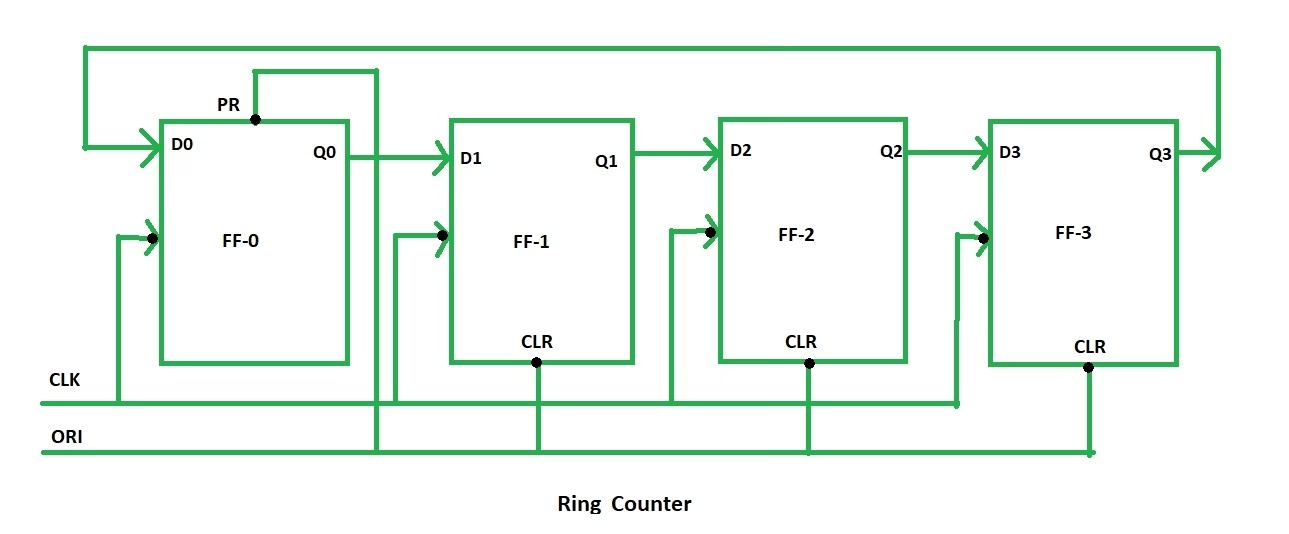 PR
D0
Q0
D1
Q1
D2
Q2
D3
Q3
FF-0
FF-1
FF-2
FF-3
CLR
CLR
CLR
CLK
ORI
Ring Counter